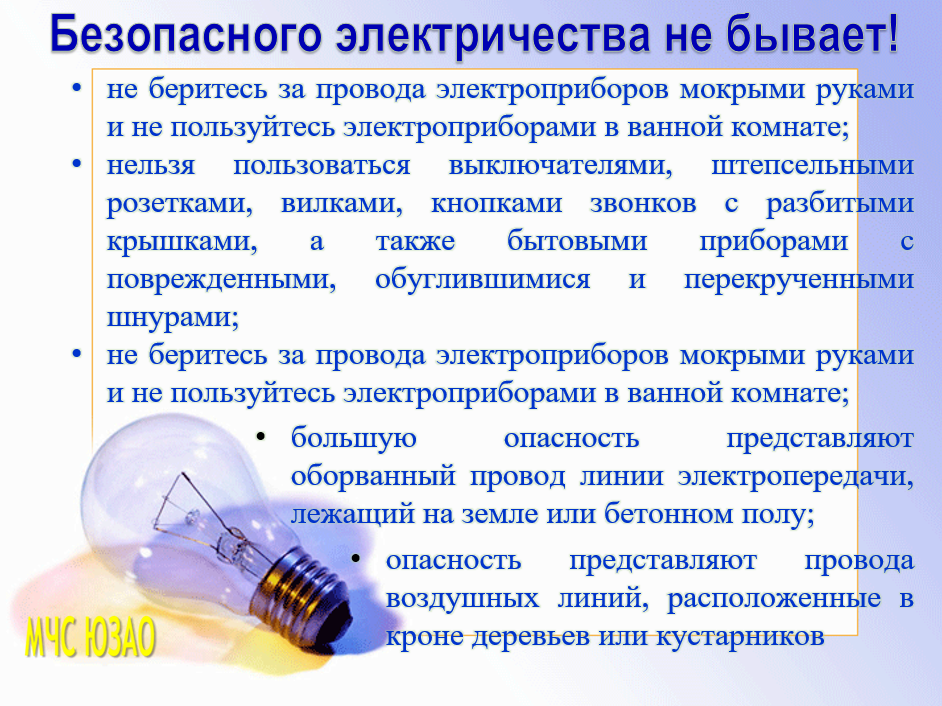 Безопасного электричества не бывает!
• не беритесь за провода электроприборов мокрыми руками
и не пользуйтесь электроприборами в ванной комнате;
• нельзя пользоваться выключателями, штепсельными
розетками, вилками, кнопками звонков с разбитыми
крышками, а также бытовыми приборами с
поврежденными, обуглившимися и перекрученными
шнурами;
• не беритесь за провода электроприборов мокрыми руками
и не пользуйтесь электроприборами в ванной комнате;
• большую опасность представляют
оборванный провод линии электропередачи,
лежащий на земле или бетонном полу;
• опасность представляют провода
воздушных линий, расположенные в
кроне деревьев или кустарников
МЧС ЮЗАО